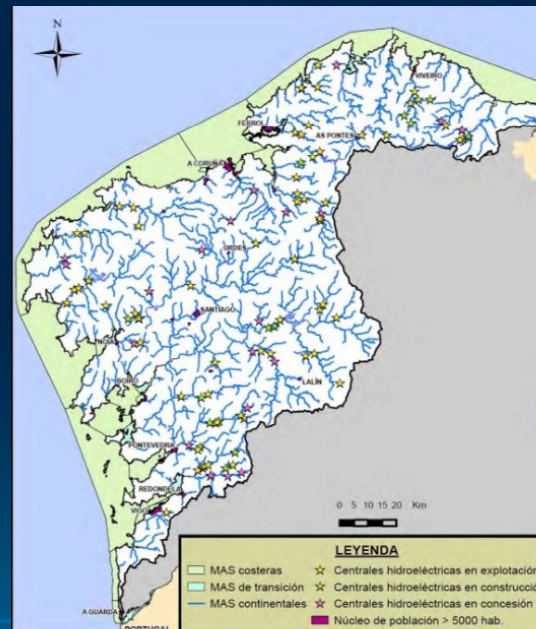 N
VIVEIRO
FERROL
AS PONTES
A CORUÑA
ORDES
SANTIAGO
NOIA
LALÍN
BOIRO
PONTEVEDRA
REDONDELA
VIGO
0 5 10 15 20 Km
A GUARDA
PORTUGAL
LEYENDA
MAS costeras
MAS de transición
MAS continentales
Centrales hidroeléctricas en explotación
Centrales hidroeléctricas en construcc
Centrales hidroeléctricas en concesión
Núcleo de población > 5000 hab.